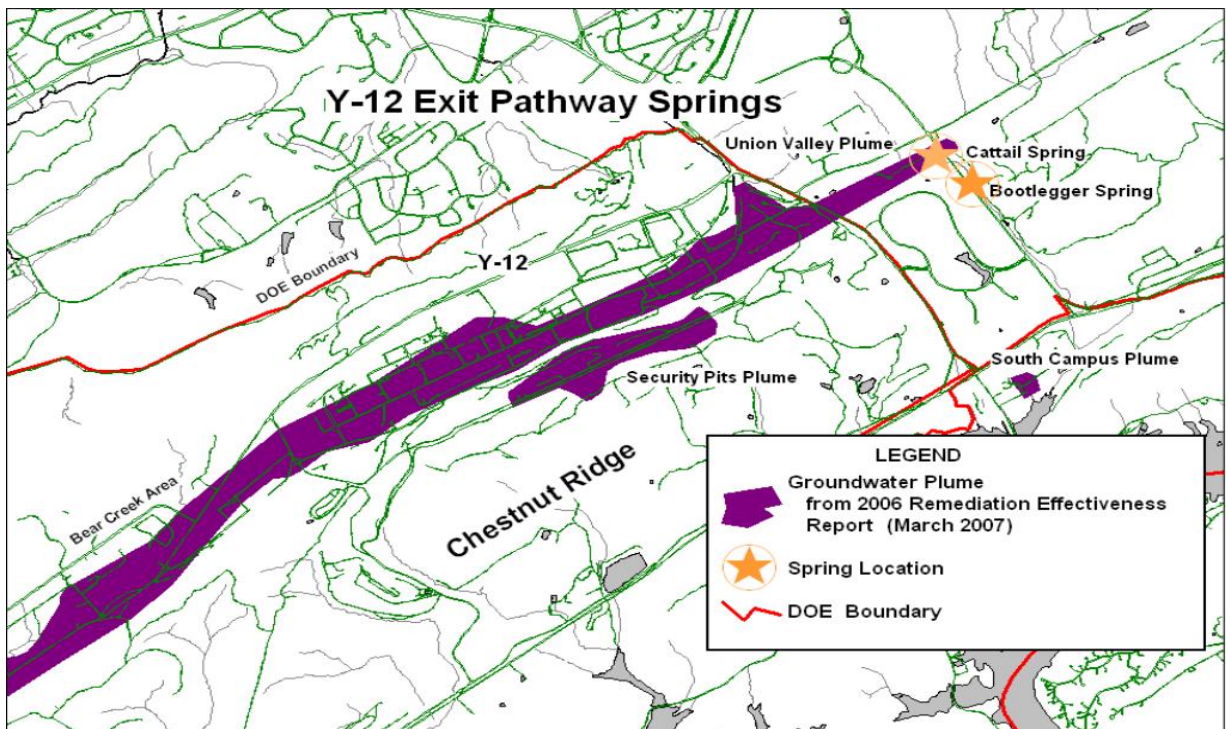 Y-12 Exit Pathway Springs
Union Valley Plume
Cattail Spring
Bootlegger Spring
DOE Boundary
Y-12
South Campus Plume
Security Pits Plume
Bear Creek Area
Chestnut Ridge
LEGEND
Groundwater Plume
from 2006 Remediation Effectiveness
Report (March 2007)
Spring Location
DOE Boundary